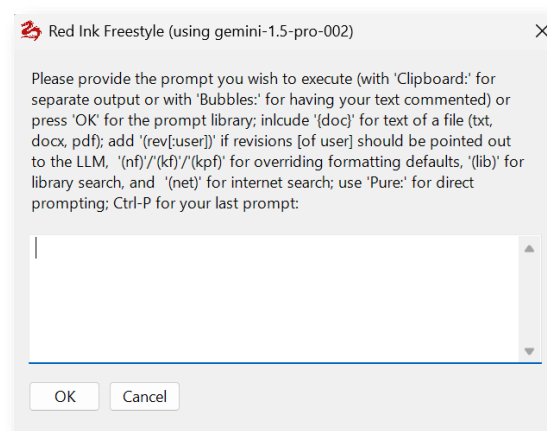 Red Ink Freestyle (using gemini-1.5-pro-002)
Please provide the prompt you wish to execute (with 'Clipboard:' for
separate output or with 'Bubbles:' for having your text commented) or
press 'OK' for the prompt library; inlcude '{doc}' for text of a file (txt,
docx, pdf); add '(rev[:user])' if revisions [of user] should be pointed out
to the LLM,  '(nf)'/'(kf)'/'(kpf)' for overriding formatting defaults, '(lib)' for
library search, and  '(net)' for internet search; use 'Pure:' for direct
prompting; Ctrl-P for your last prompt:
OK Cancel